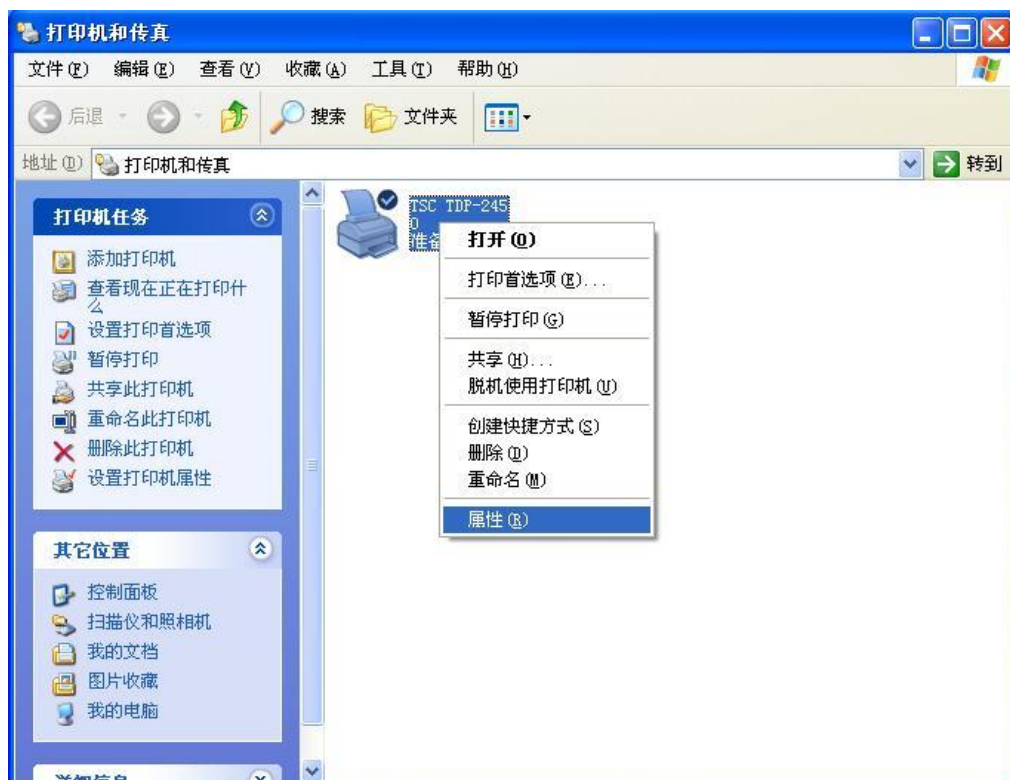 打印机和传真
文件(F) 编辑(E) 查看(V) 收藏(A) 工具(T) 帮助(H)
后退 搜索 文件夹
地址(D) 打印机和传真 转到
打印机任务
添加打印机
查看现在正在打印什
么
设置打印首选项
暂停打印
共享此打印机
重命名此打印机
删除此打印机
设置打印机属性
其它位置
控制面板
扫描仪和照相机
我的文档
图片收藏
我的电脑
详细信息
TSC TDP-245
0
准备
打开(O)
打印首选项(E)...
暂停打印(G)
共享(H)...
脱机使用打印机(U)
创建快捷方式(S)
删除(D)
重命名(M)
属性(R)